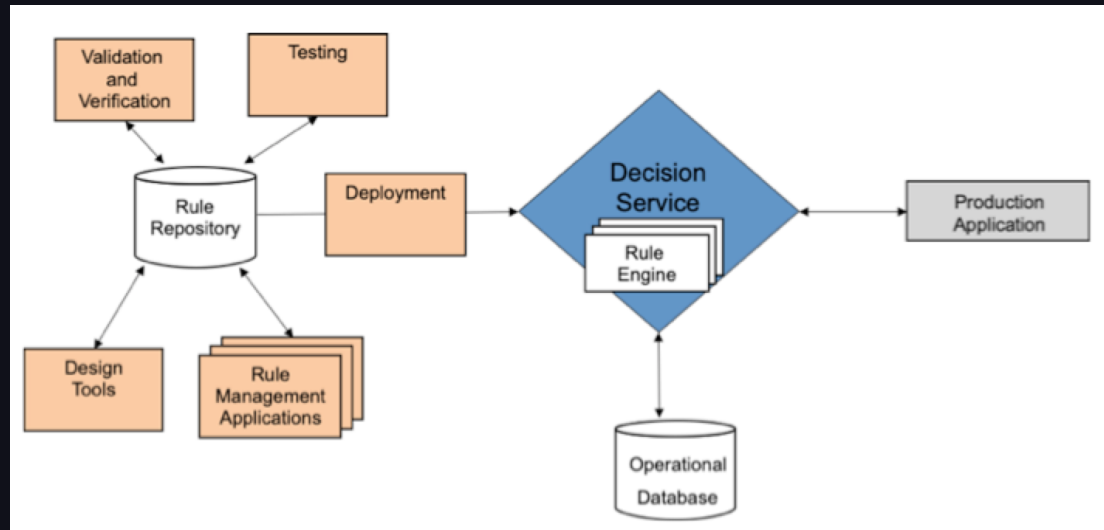 Validation
and
Verification
Testing
Rule
Repository
Deployment
Decision
Service
Rule
Engine
Production
Application
Design
Tools
Rule
Management
Applications
Operational
Database